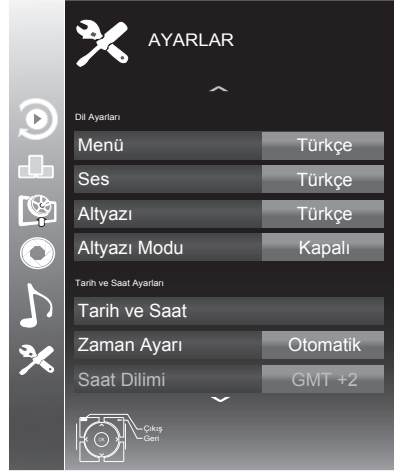 AYARLAR
Dil Ayarları
Menü Türkçe
Ses Türkçe
Altyazı Türkçe
Altyazı Modu Kapalı
Tarih ve Saat Ayarları
Tarih ve Saat
Zaman Ayarı Otomatik
Saat Dilimi GMT +2
OK
Çıkış
Geri